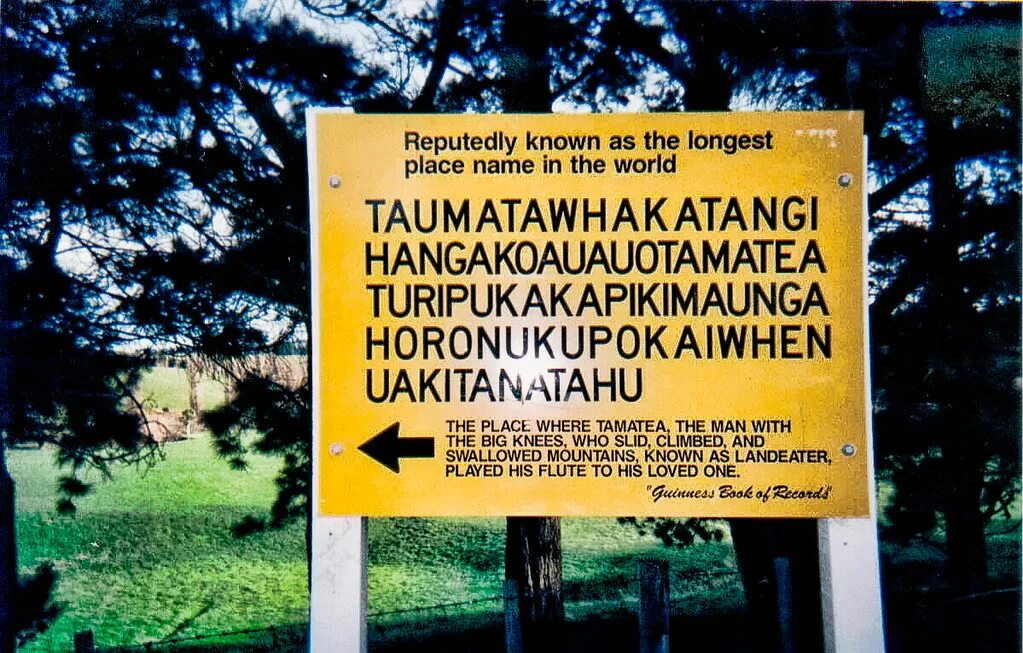 Reputedly known as the longest
place name in the world
TAUMATAWHAKATANGI
HANGAKOAUAUOTAMATEA
TURIPUKAKAPIKIMAUNGA
HORONUKUPOKAIWHEN
UAKITANATAHU
THE PLACE WHERE TAMATEA, THE MAN WITH
THE BIG KNEES, WHO SLID, CLIMBED, AND
SWALLOWED MOUNTAINS, KNOWN AS LANDEATER,
PLAYED HIS FLUTE TO HIS LOVED ONE.
"Guinness Book of Records"